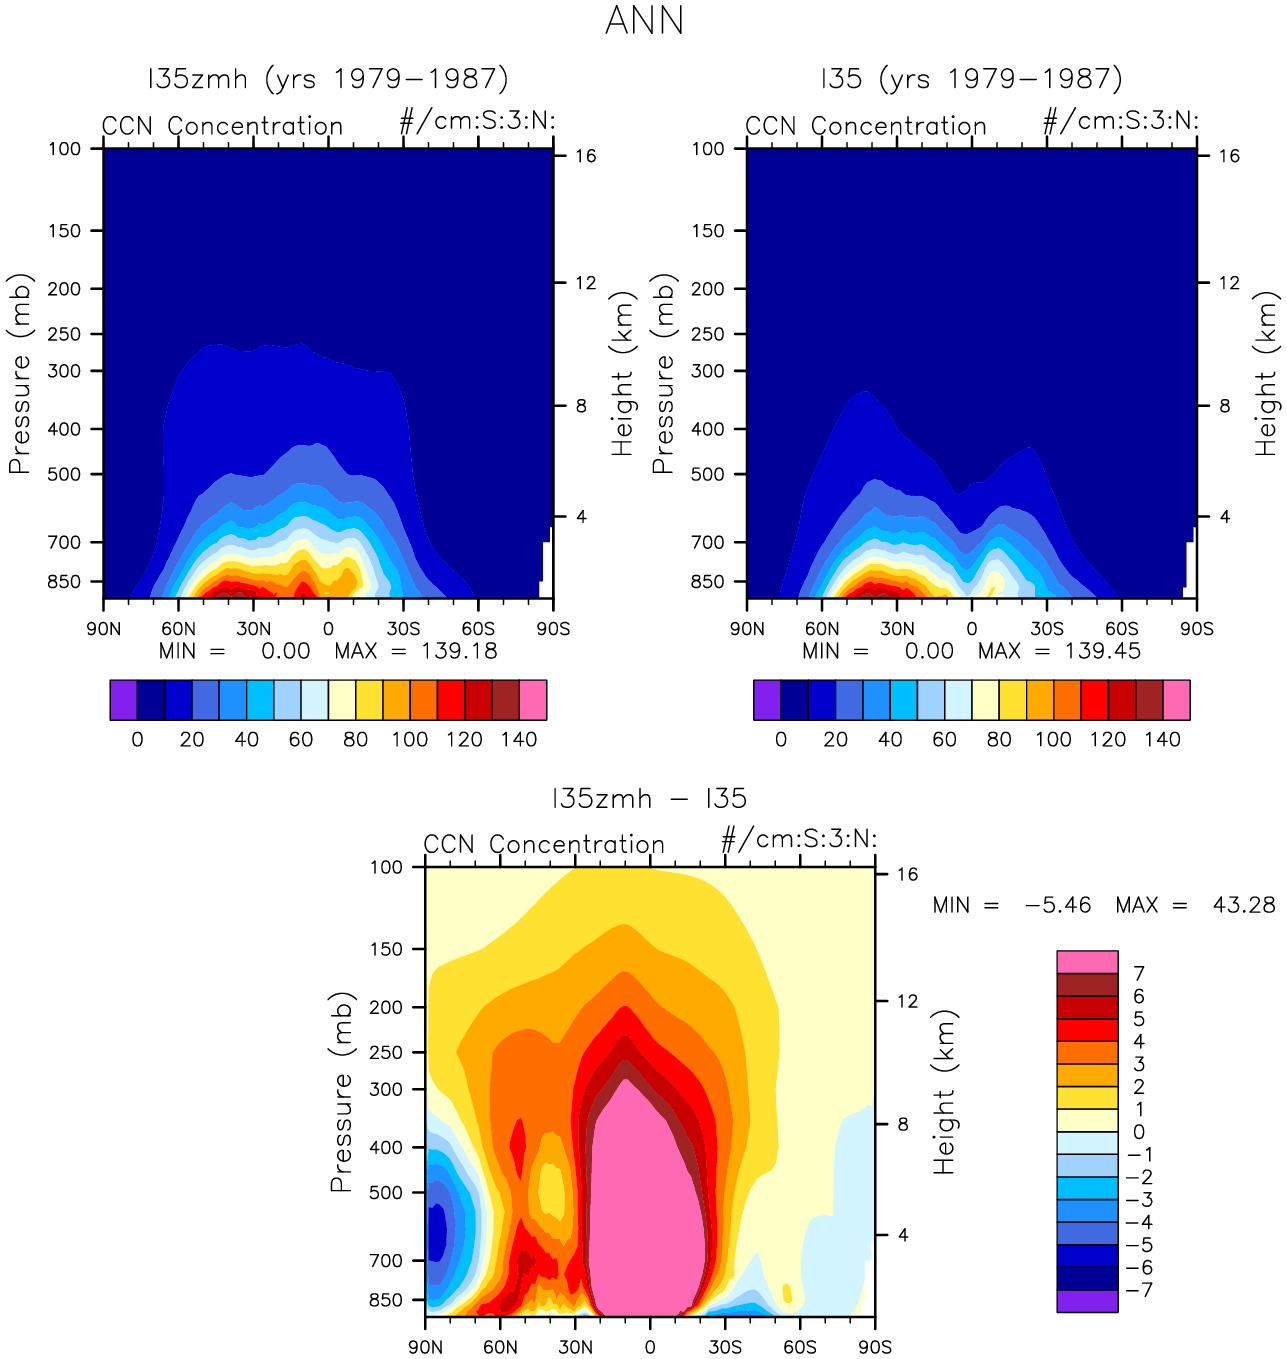 ANN
I35zmh (yrs 1979−1987)
CCN Concentration #/cm:S:3:N:
100
150
200
250
300
400
500
700
850
Pressure (mb)
16
12
8
4
Height (km)
90N 60N 30N 0 30S 60S 90S
MIN = 0.00 MAX = 139.18
0 20 40 60 80 100 120 140
I35 (yrs 1979−1987)
CCN Concentration #/cm:S:3:N:
100
150
200
250
300
400
500
700
850
Pressure (mb)
16
12
8
4
Height (km)
90N 60N 30N 0 30S 60S 90S
MIN = 0.00 MAX = 139.45
0 20 40 60 80 100 120 140
I35zmh − I35
CCN Concentration #/cm:S:3:N:
100
150
200
250
300
400
500
700
850
Pressure (mb)
16
12
8
4
Height (km)
90N 60N 30N 0 30S 60S 90S
MIN = −5.46 MAX = 43.28
7
6
5
4
3
2
1
0
−1
−2
−3
−4
−5
−6
−7